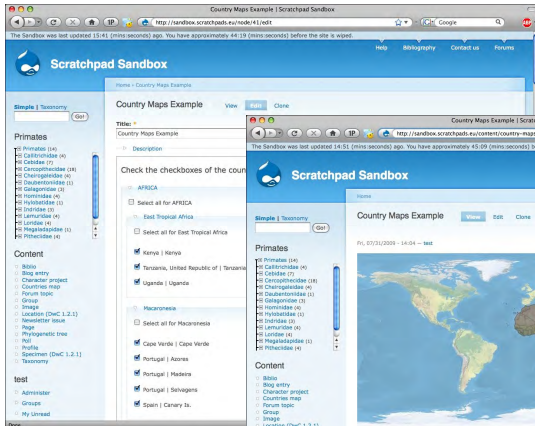 Country Maps Example | Scratchpad Sandbox
http://sandbox.scratchpads.eu/node/41/edit
Google
The Sandbox was last updated 15:41 (mins:seconds) ago. You have approximately 44:19 (mins:seconds) before the site is wiped.
Help Bibliography Contact us Forums
Scratchpad Sandbox
Home » Country Maps Example
Simple | Taxonomy
Go!
Primates
Primates (14)
Callitrichidae (4)
Cebidae (7)
Cercopithecidae (18)
Cheirogaleidae (4)
Daubentoniidae (1)
Galagonidae (3)
Hominidae (4)
Hylobatidae (1)
Indridae (3)
Lemuridae (4)
Loridae (4)
Megaladapidae (1)
Pitheciidae (4)
Content
Biblio
Blog entry
Character project
Countries map
Forum topic
Group
Image
Location (DwC 1.2.1)
Newsletter issue
Page
Phylogenetic tree
Poll
Profile
Specimen (DwC 1.2.1)
Taxonomy
test
Administer
Groups
My Unread
Done
Country Maps Example View Edit Clone
Title: *
Country Maps Example
Description
Check the checkboxes of the coun
AFRICA
Select all for AFRICA
East Tropical Africa
Select all for East Tropical Africa
Kenya | Kenya
Tanzania, United Republic of | Tanzania
Uganda | Uganda
Macaronesia
Select all for Macaronesia
Cape Verde | Cape Verde
Portugal | Azores
Portugal | Madeira
Portugal | Selvagens
Spain | Canary Is.
Country Maps Example | Scrat
http://sandbox.scratchpads.eu/content/country-maps
The Sandbox was last updated 14:51 (mins:seconds) ago. You have approximately 45:09 (mins:seconds) b
Scratchpad Sandbox
Home
Simple | Taxonomy
Go!
Primates
Primates (14)
Callitrichidae (4)
Cebidae (7)
Cercopithecidae (18)
Cheirogaleidae (4)
Daubentoniidae (1)
Galagonidae (3)
Hominidae (4)
Hylobatidae (1)
Indridae (3)
Lemuridae (4)
Loridae (4)
Megaladapidae (1)
Pitheciidae (4)
Content
Biblio
Blog entry
Character project
Countries map
Forum topic
Group
Image
Location (DwC 1.2.1)
Country Maps Example View Edit Clone
Fri, 07/31/2009 - 14:04 — test